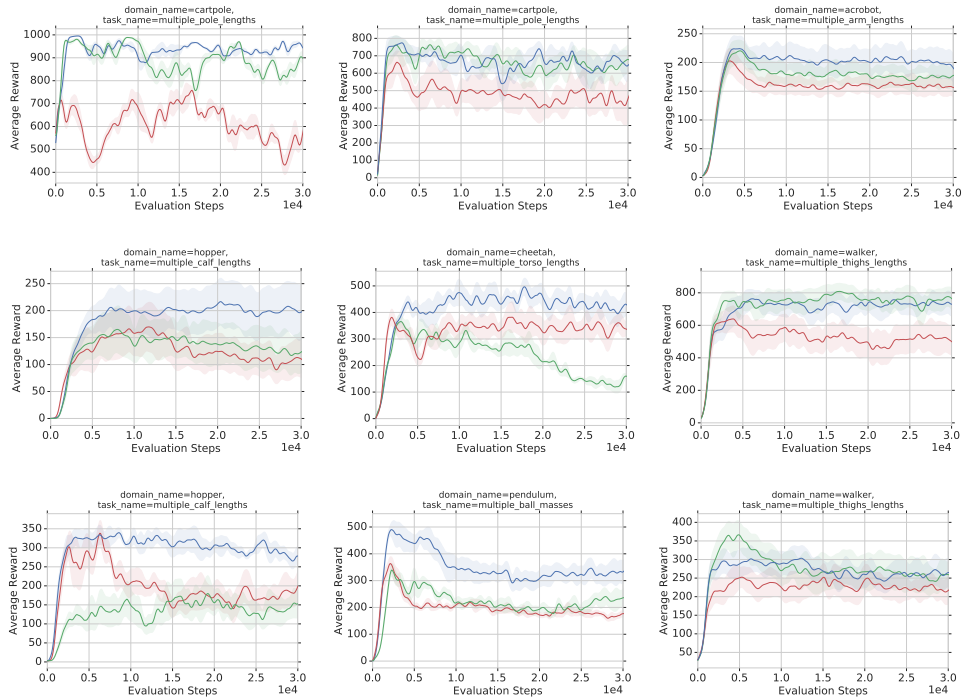 domain_name=cartpole,
task_name=multiple_pole_lengths
1000
900
800
700
600
500
400
Average Reward
0.0 0.5 1.0 1.5 2.0 2.5 3.0
Evaluation Steps
1e4
domain_name=cartpole,
task_name=multiple_pole_lengths
800
700
600
500
400
300
200
100
0
Average Reward
0.0 0.5 1.0 1.5 2.0 2.5 3.0
Evaluation Steps
1e4
domain_name=acrobot,
task_name=multiple_arm_lengths
250
200
150
100
50
0
Average Reward
0.0 0.5 1.0 1.5 2.0 2.5 3.0
Evaluation Steps
1e4
domain_name=hopper,
task_name=multiple_calf_lengths
250
200
150
100
50
0
Average Reward
0.0 0.5 1.0 1.5 2.0 2.5 3.0
Evaluation Steps
1e4
domain_name=cheetah,
task_name=multiple_torso_lengths
500
400
300
200
100
0
Average Reward
0.0 0.5 1.0 1.5 2.0 2.5 3.0
Evaluation Steps
1e4
domain_name=walker,
task_name=multiple_thighs_lengths
800
600
400
200
0
Average Reward
0.0 0.5 1.0 1.5 2.0 2.5 3.0
Evaluation Steps
1e4
domain_name=hopper,
task_name=multiple_calf_lengths
350
300
250
200
150
100
50
0
Average Reward
0.0 0.5 1.0 1.5 2.0 2.5 3.0
Evaluation Steps
1e4
domain_name=pendulum,
task_name=multiple_ball_masses
500
400
300
200
100
0
Average Reward
0.0 0.5 1.0 1.5 2.0 2.5 3.0
Evaluation Steps
1e4
domain_name=walker,
task_name=multiple_thighs_lengths
400
350
300
250
200
150
100
50
Average Reward
0.0 0.5 1.0 1.5 2.0 2.5 3.0
Evaluation Steps
1e4